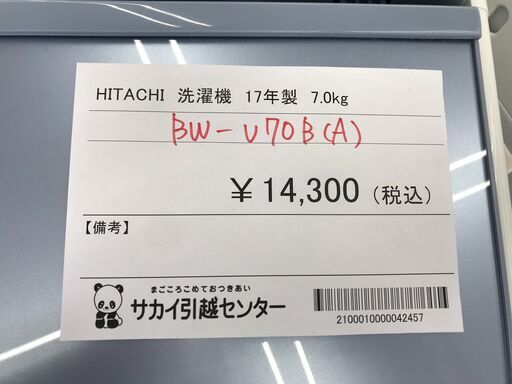 HITACHI 洗濯機 17年製 7.0kg
BW-V70B(A)
￥14,300（税込）
【備考】
まごころこめておつきあい
サカイ引越センター
2100010000042457